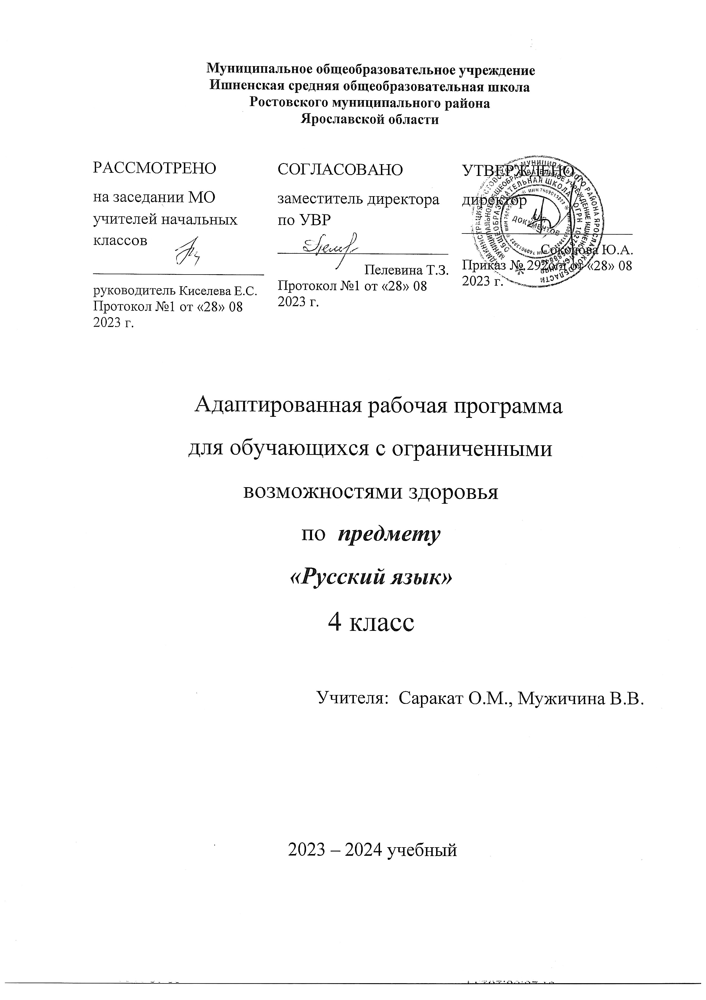 Муниципальное общеобразовательное учреждение
Ишненская средняя общеобразовательная школа
Ростовского муниципального района
Ярославской области
РАССМОТРЕНО
на заседании МО
учителей начальных
классов
руководитель Киселева Е.С.
Протокол №1 от «28» 08
2023 г.
СОГЛАСОВАНО
заместитель директора
по УВР
Пелевина Т.З.
Протокол №1 от «28» 08
2023 г.
УТВЕРЖДЕНО
директор
Соколова Ю.А.
Приказ № 292о/д от «28» 08
2023 г.
ДЛЯ
ДОКУМЕНТОВ
Адаптированная рабочая программа
для обучающихся с ограниченными
возможностями здоровья
по предмету
«Русский язык»
4 класс
Учителя: Саракат О.М., Мужичина В.В.
2023 – 2024 учебный